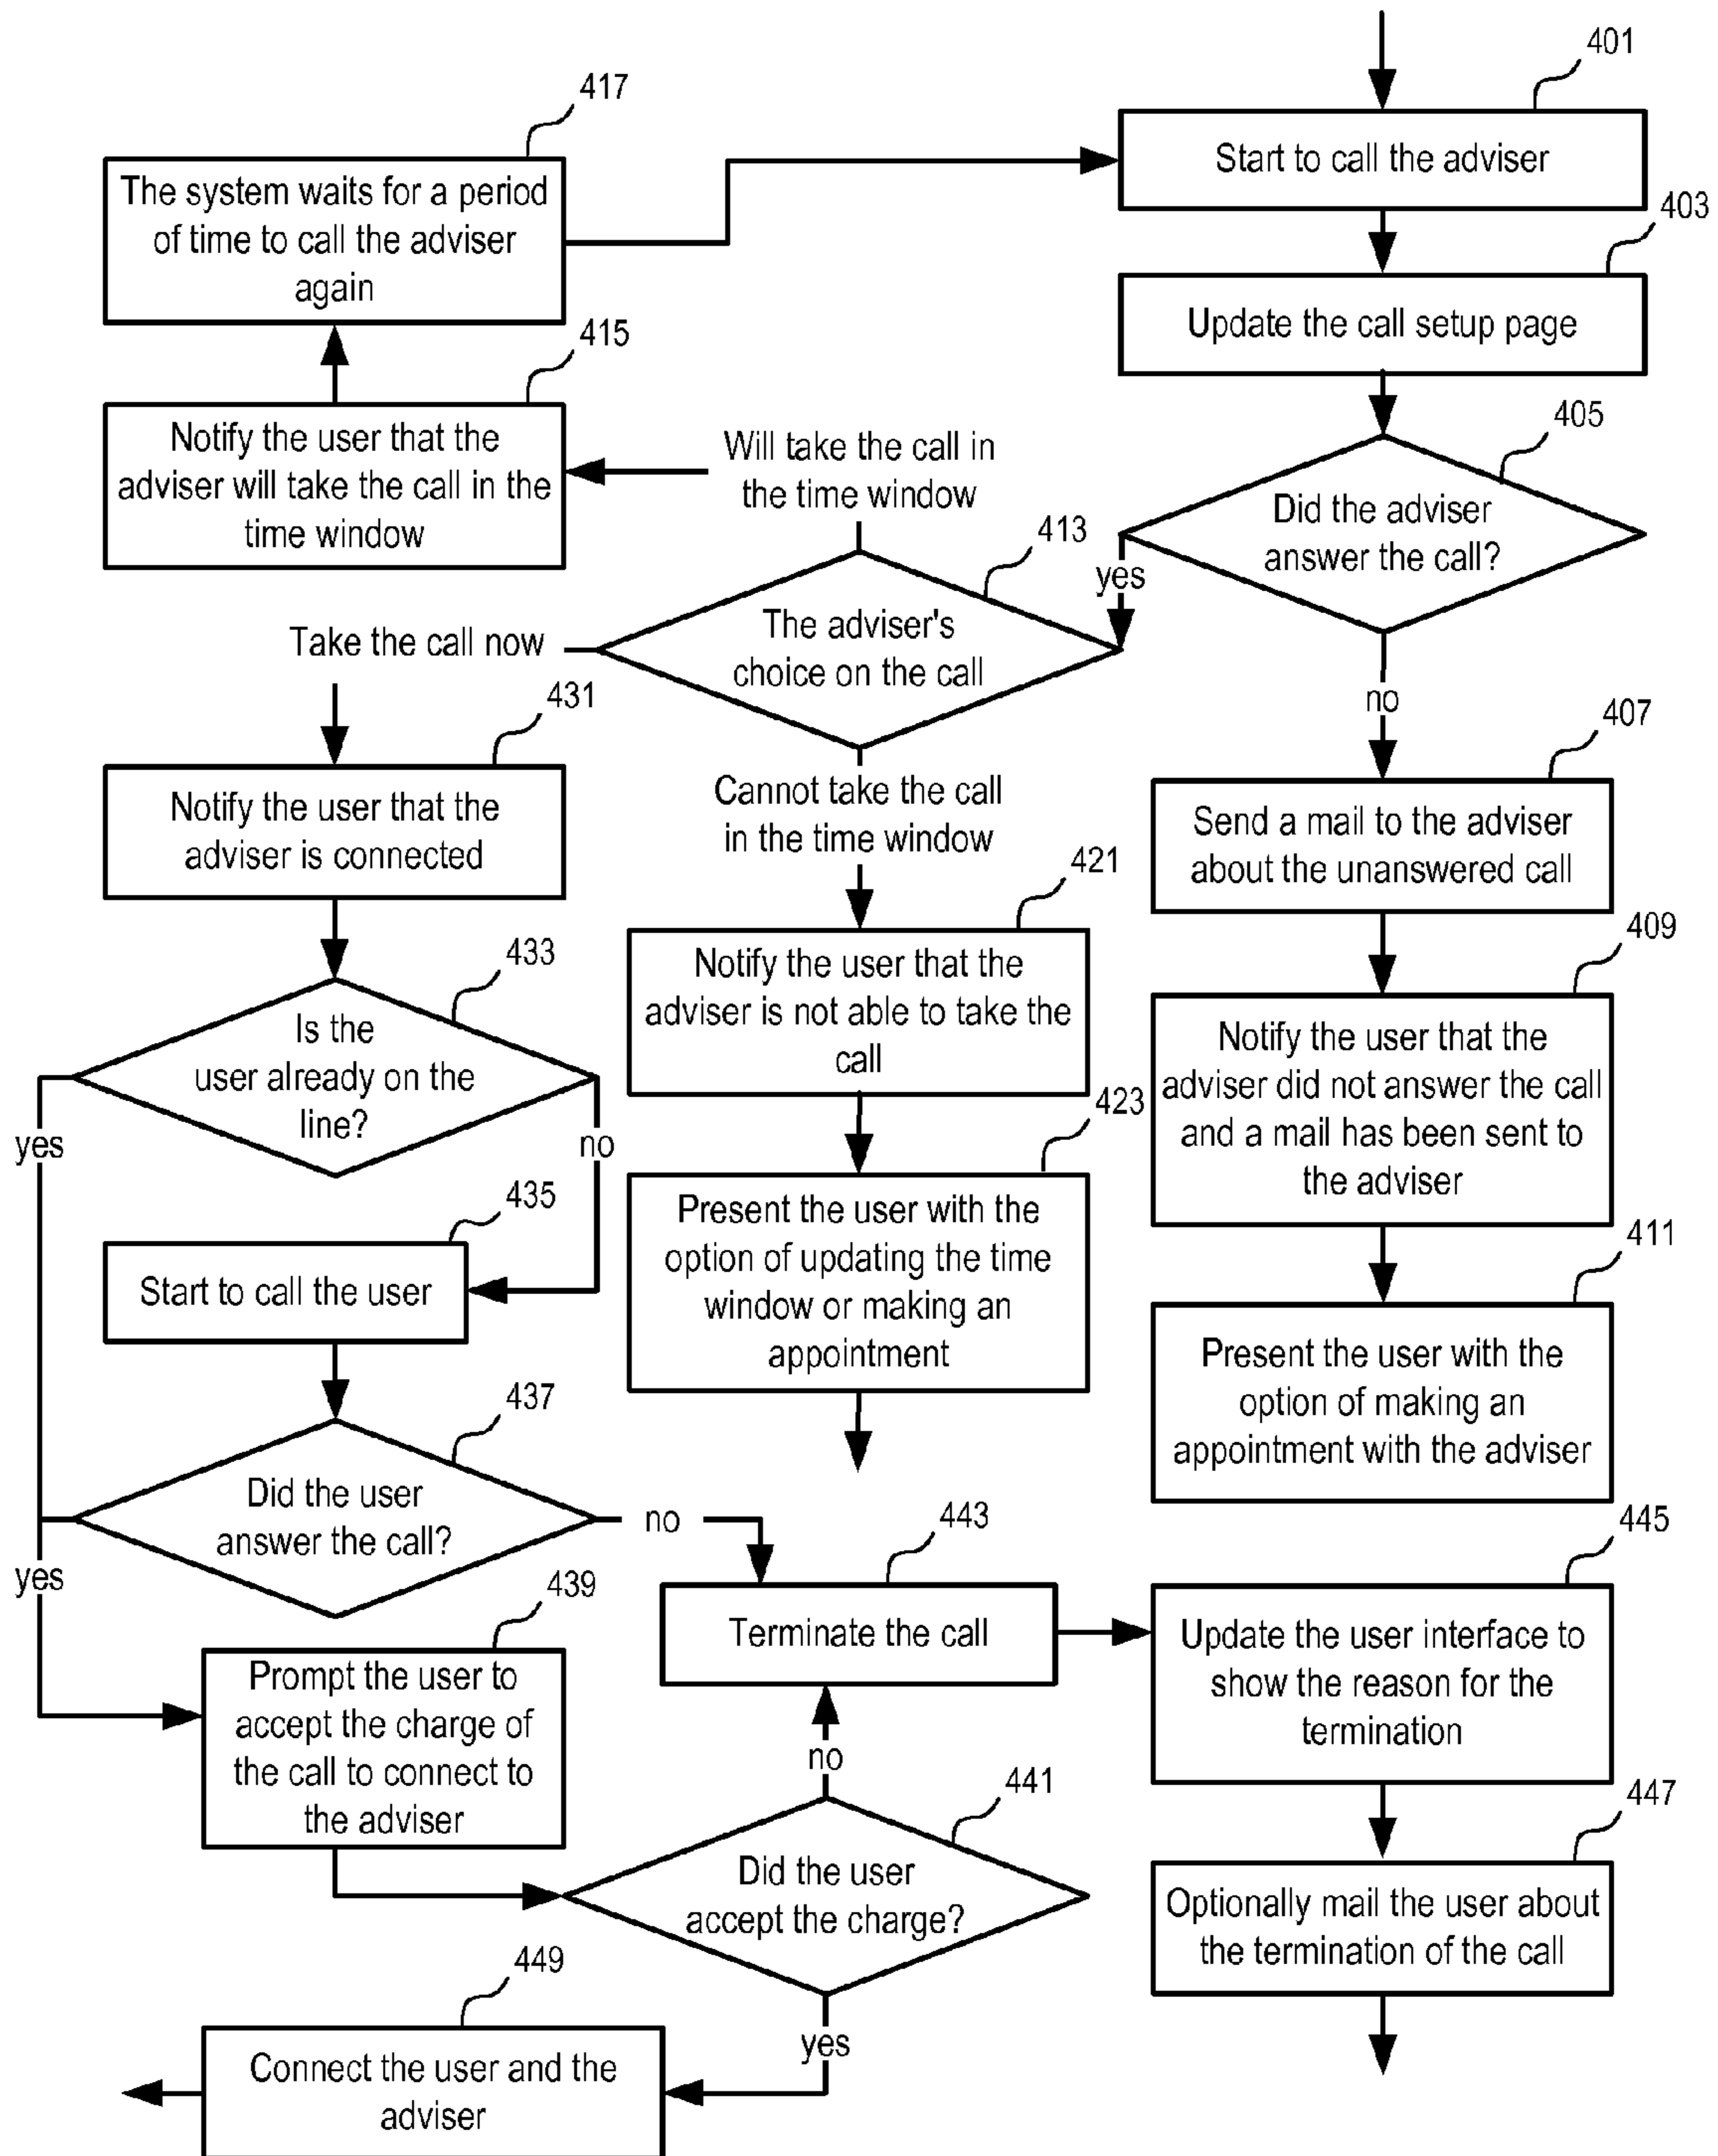 401
Start to call the adviser
403
Update the call setup page
405
Did the adviser
answer the call?
yes
no
407
Send a mail to the adviser
about the unanswered call
409
Notify the user that the
adviser did not answer the call
and a mail has been sent to
the adviser
411
Present the user with the
option of making an
appointment with the adviser
413
The adviser's
choice on the call
Will take the call in
the time window
415
Notify the user that the
adviser will take the call in the
time window
417
The system waits for a period
of time to call the adviser
again
Cannot take the call
in the time window
421
Notify the user that the
adviser is not able to take the
call
423
Present the user with the
option of updating the time
window or making an
appointment
Take the call now
431
Notify the user that the
adviser is connected
433
Is the
user already on the
line?
yes
no
435
Start to call the user
437
Did the user
answer the call?
yes
no
439
Prompt the user to
accept the charge of
the call to connect to
the adviser
441
Did the user
accept the charge?
no
yes
443
Terminate the call
445
Update the user interface to
show the reason for the
termination
447
Optionally mail the user about
the termination of the call
449
Connect the user and the
adviser